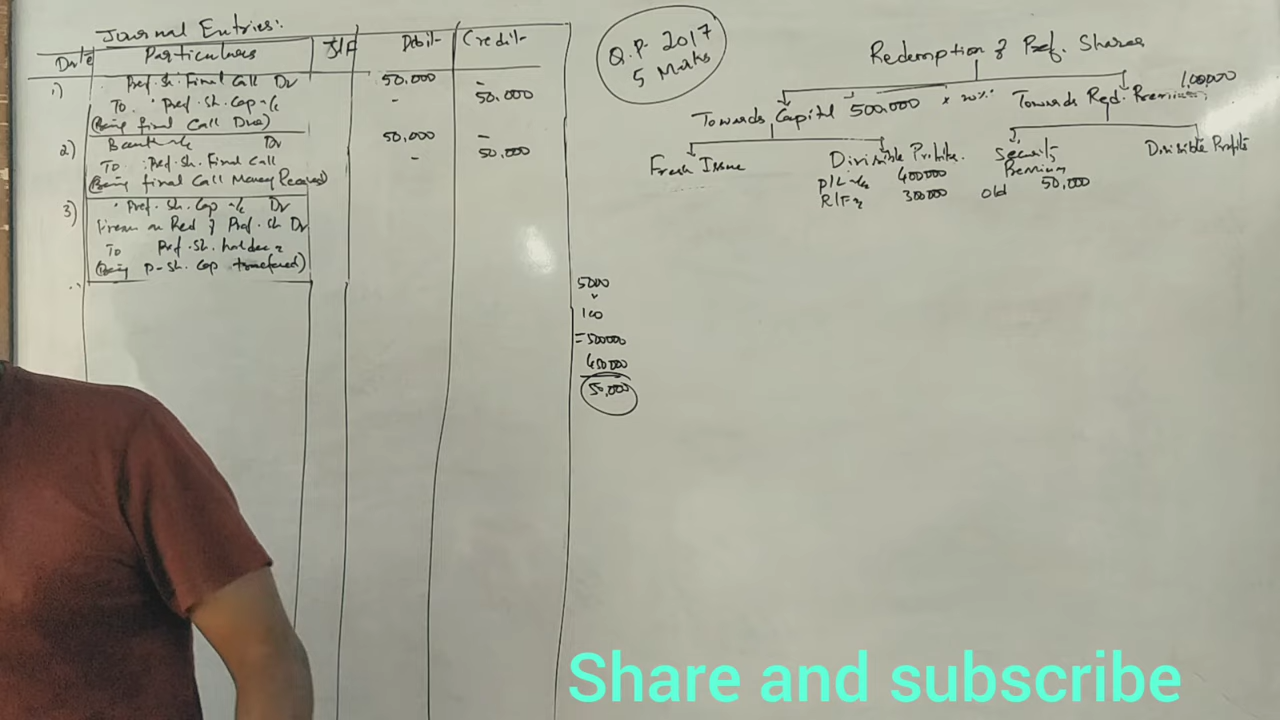 Journal Entries:-
Date Particulars J/F Debit- Credit-
1) Pref.Sh.Final Call Dr 50,000 -
To Pref.Sh.Cap a/c - 50,000
(Being final Call Due)
2) Bank a/c Dr 50,000 -
To Pref.Sh.Final Call - 50,000
(Being final Call Money Received)
3) Pref.Sh.Cap a/c Dr
Prem on Red of Pref.Sh Dr
To Pref.Sh.holder
(Being P-Sh.Cap transferred)
5000
×
100
=500000
450000
50,000
Q.P. 2017
5 Marks
Redemption of Pref. Shares
Towards Capital 500,000 × 20%
Towards Red. Premium 1,00,000
Fresh Issue
Divisible Profits.
P/L a/c 400000
R/F 300000
Security Premium
Old 50,000
Divisible Profits
Share and subscribe